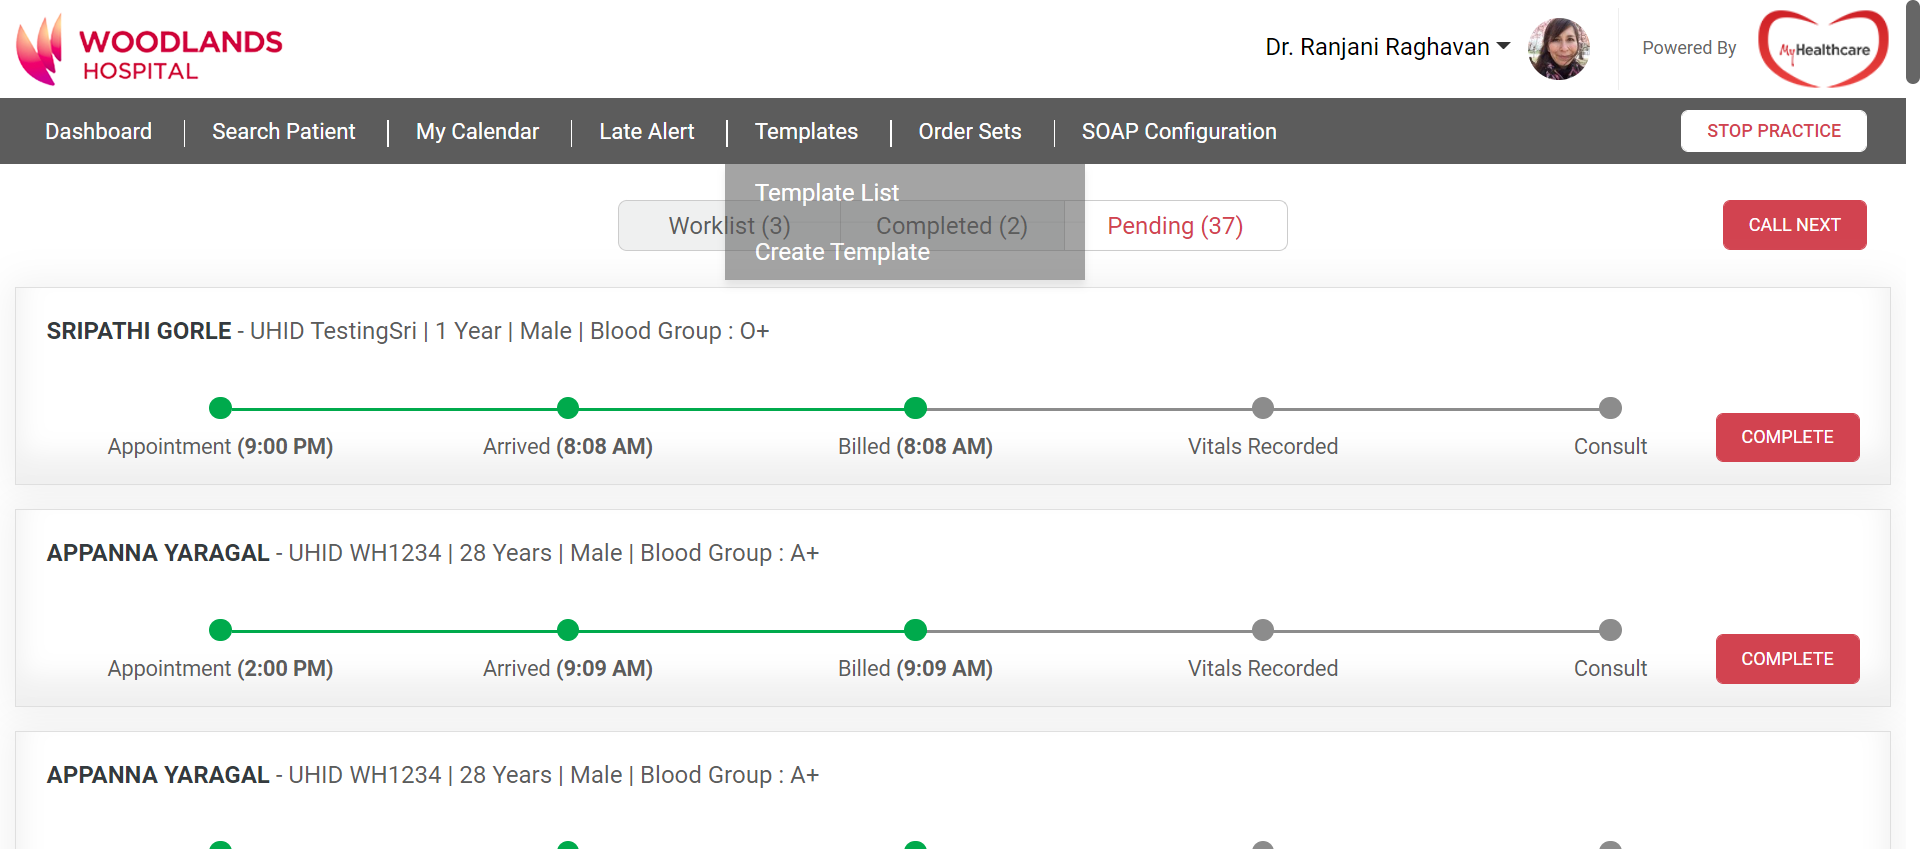 WOODLANDS
HOSPITAL
Dr. Ranjani Raghavan
Powered By
MyHealthcare
Dashboard Search Patient My Calendar Late Alert Templates Order Sets SOAP Configuration STOP PRACTICE
Template List
Worklist (3) Completed (2) Pending (37) CALL NEXT
Create Template
SRIPATHI GORLE - UHID TestingSri | 1 Year | Male | Blood Group : O+
Appointment (9:00 PM) Arrived (8:08 AM) Billed (8:08 AM) Vitals Recorded Consult COMPLETE
APPANNA YARAGAL - UHID WH1234 | 28 Years | Male | Blood Group : A+
Appointment (2:00 PM) Arrived (9:09 AM) Billed (9:09 AM) Vitals Recorded Consult COMPLETE
APPANNA YARAGAL - UHID WH1234 | 28 Years | Male | Blood Group : A+